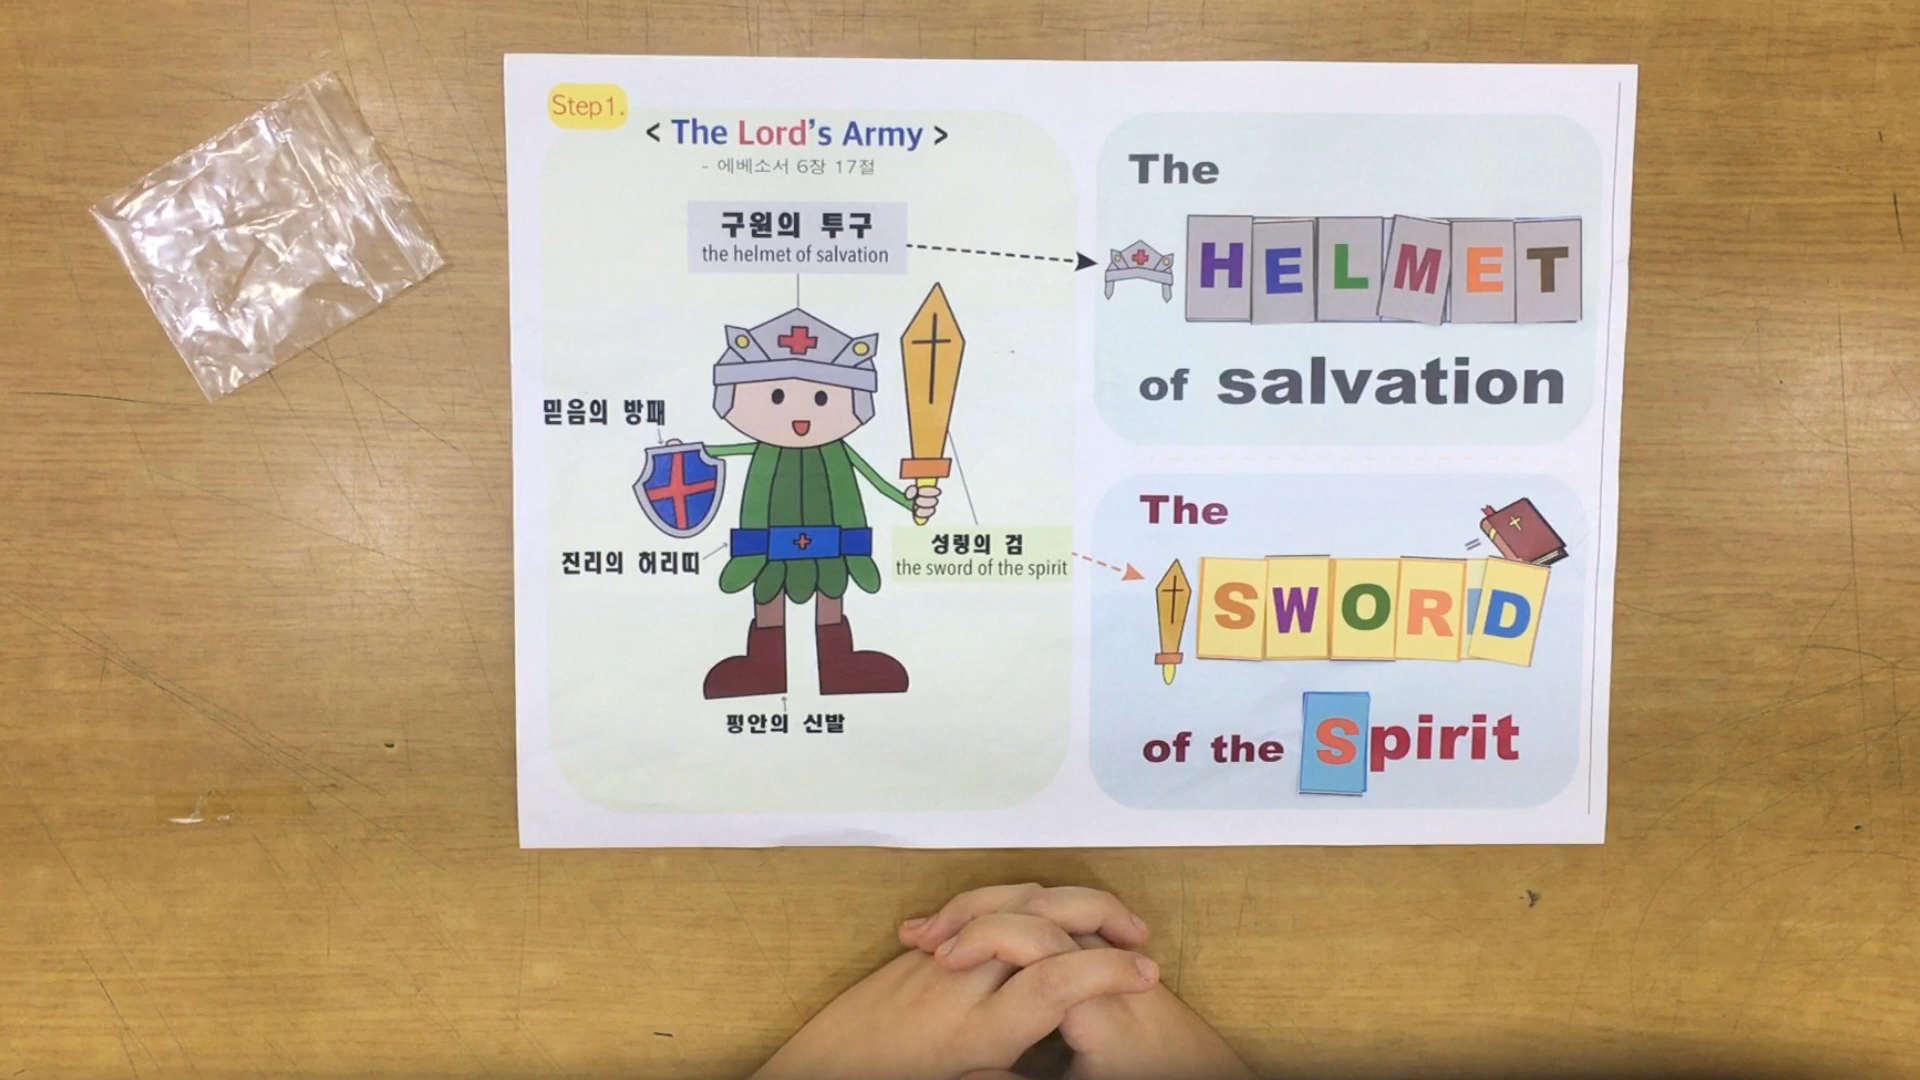 Step1.
< The Lord's Army >
- 에베소서 6장 17절
구원의 투구
the helmet of salvation
믿음의 방패
진리의 허리띠
성령의 검
the sword of the spirit
평안의 신발
The
HELMET
of salvation
The
SWORD
of the Spirit